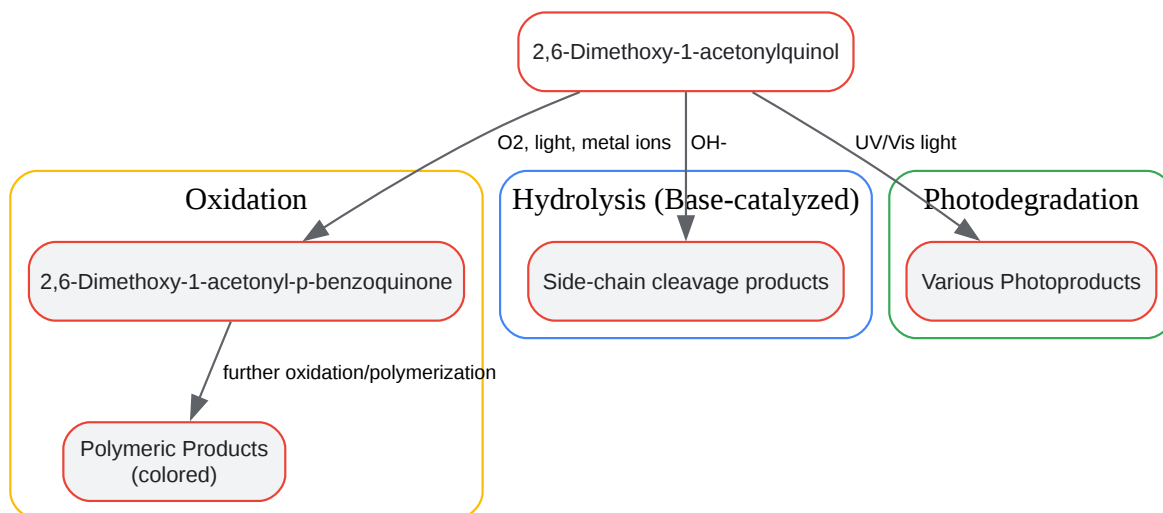 2,6-Dimethoxy-1-acetonylquinol
O2, light, metal ions
OH-
UV/Vis light
Oxidation
Hydrolysis (Base-catalyzed)
Photodegradation
2,6-Dimethoxy-1-acetonyl-p-benzoquinone
Side-chain cleavage products
Various Photoproducts
further oxidation/polymerization
Polymeric Products
(colored)